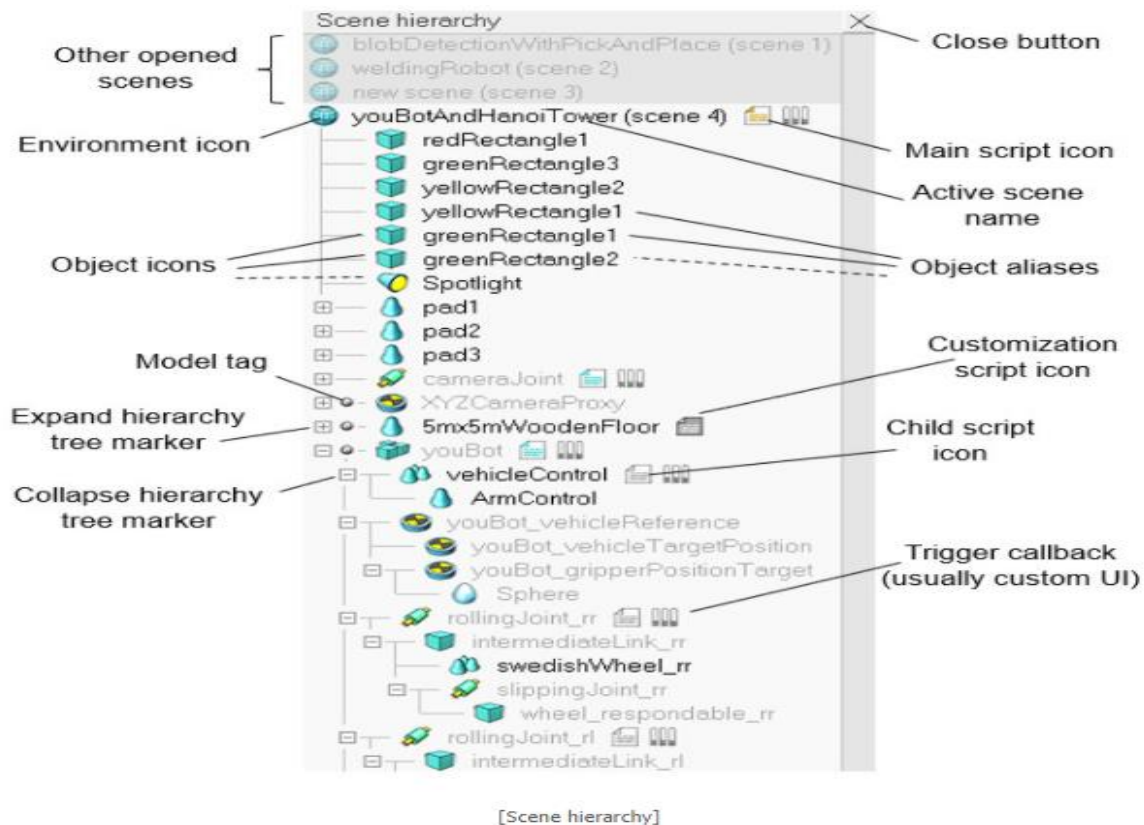 Scene hierarchy
Close button
Other opened
scenes
blobDetectionWithPickAndPlace (scene 1)
weldingRobot (scene 2)
new scene (scene 3)
youBotAndHanoiTower (scene 4)
Environment icon
Main script icon
redRectangle1
greenRectangle3
yellowRectangle2
Active scene
name
yellowRectangle1
greenRectangle1
greenRectangle2
Object icons
Object aliases
Spotlight
pad1
pad2
pad3
Customization
script icon
Model tag
cameraJoint
XYZCameraProxy
Expand hierarchy
tree marker
5mx5mWoodenFloor
Child script
icon
youBot
vehicleControl
Collapse hierarchy
tree marker
ArmControl
youBot_vehicleReference
youBot_vehicleTargetPosition
youBot_gripperPositionTarget
Trigger callback
(usually custom UI)
Sphere
rollingJoint_rr
intermediateLink_rr
swedishWheel_rr
slippingJoint_rr
wheel_respondable_rr
rollingJoint_rl
intermediateLink_rl
[Scene hierarchy]